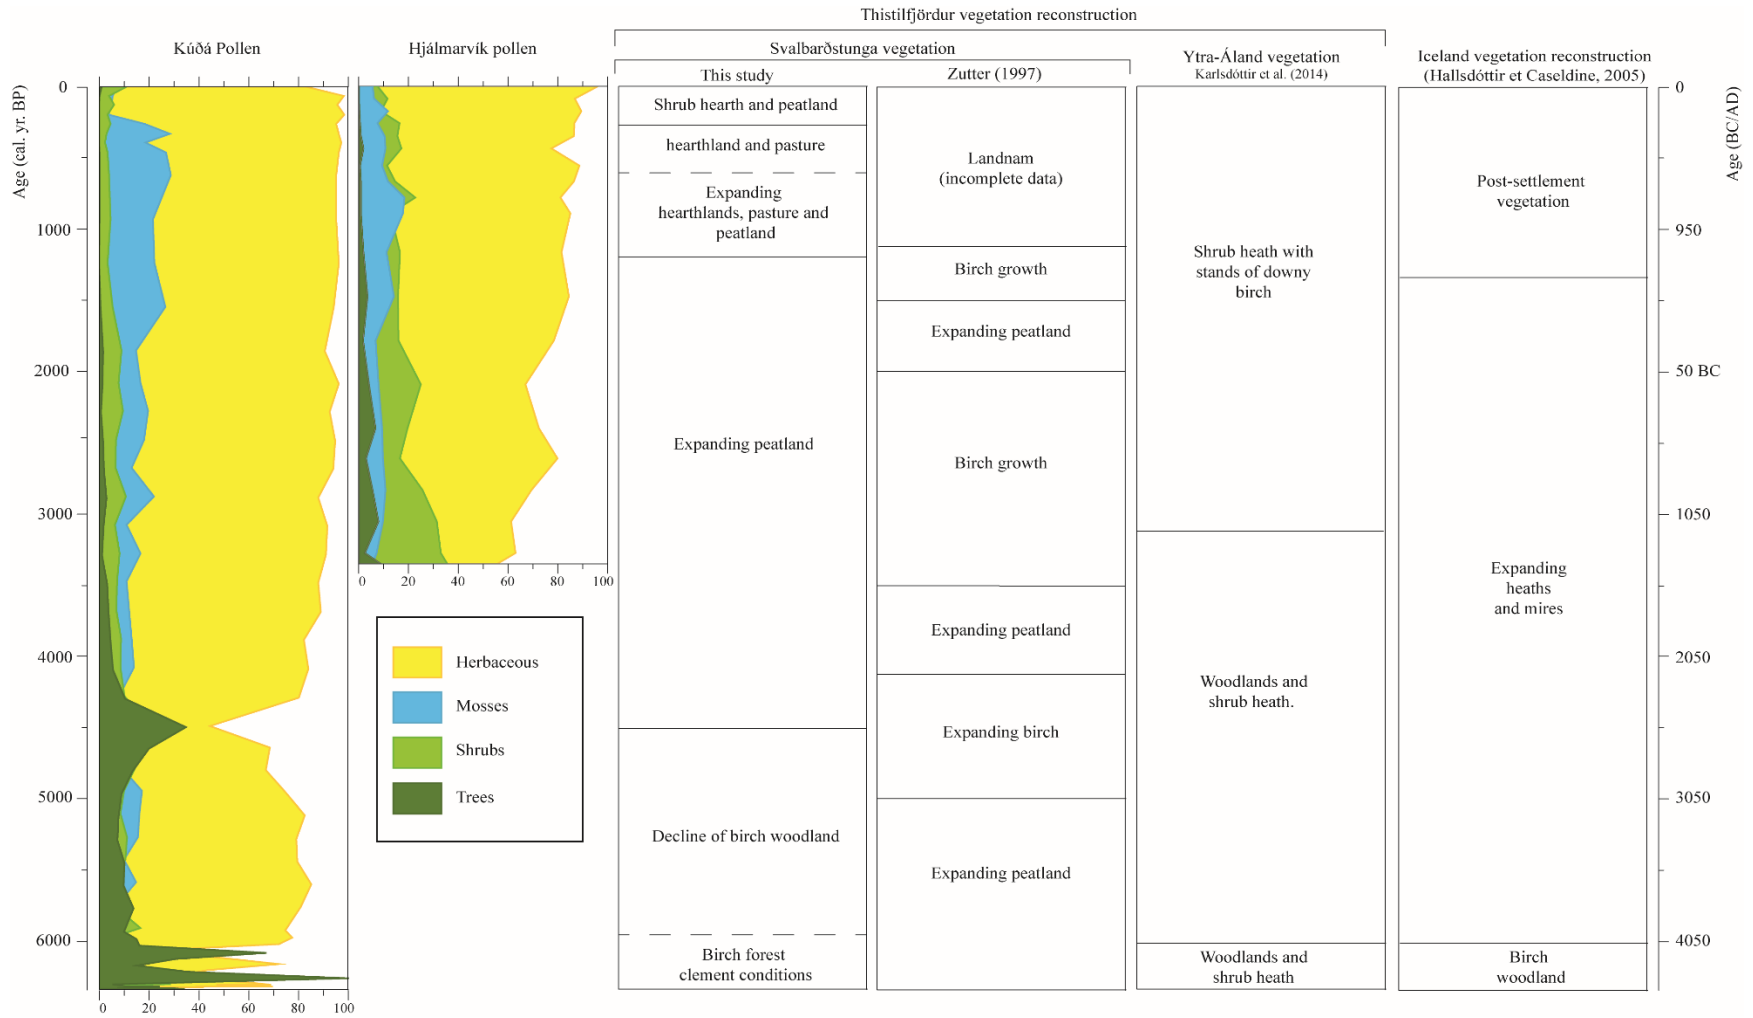 Thistilfjördur vegetation reconstruction
Kúðá Pollen
Hjálmarvík pollen
Svalbarðstunga vegetation
Ytra-Áland vegetation
Karlsdóttir et al. (2014)
Iceland vegetation reconstruction
(Hallsdóttir et Caseldine, 2005)
This study
Zutter (1997)
Age (cal. yr. BP)
0
1000
2000
3000
4000
5000
6000
0
20
40
60
80
100
0
20
40
60
80
100
Herbaceous
Mosses
Shrubs
Trees
Shrub hearth and peatland
hearthland and pasture
Expanding
hearthlands, pasture and
peatland
Expanding peatland
Decline of birch woodland
Birch forest
clement conditions
Landnam
(incomplete data)
Birch growth
Expanding peatland
Birch growth
Expanding peatland
Expanding birch
Expanding peatland
Shrub heath with
stands of downy
birch
Woodlands and
shrub heath.
Woodlands and
shrub heath
Post-settlement
vegetation
Expanding
heaths
and mires
Birch
woodland
Age (BC/AD)
0
950
50 BC
1050
2050
3050
4050